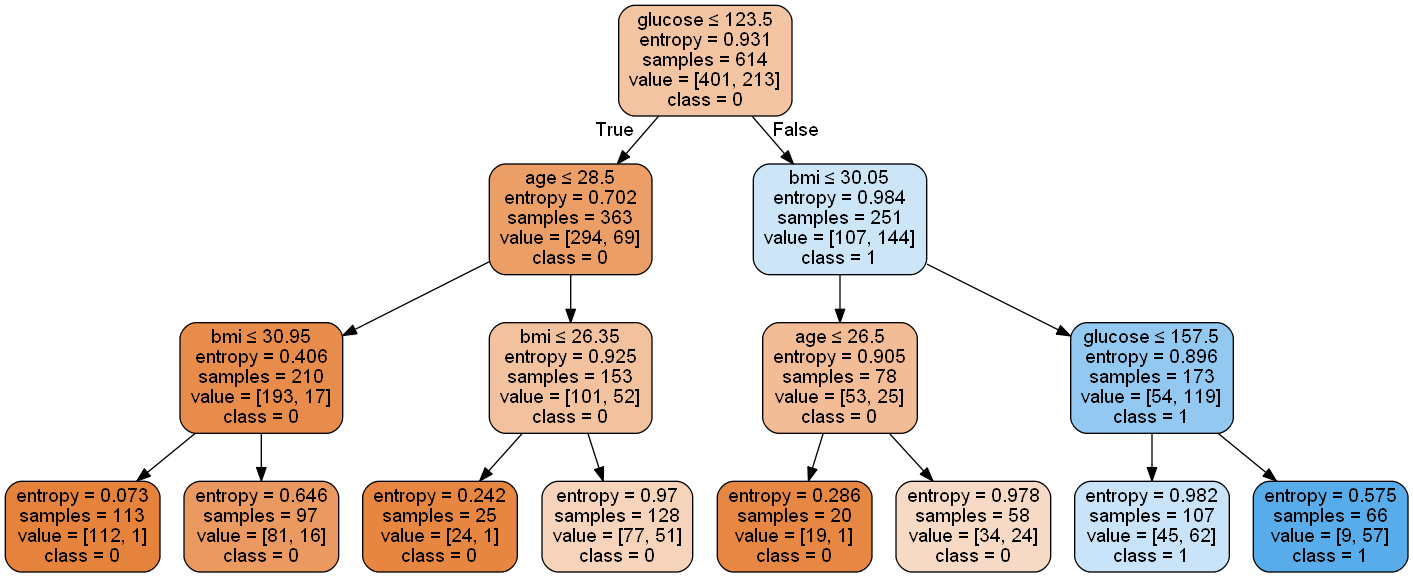 glucose ≤ 123.5
entropy = 0.931
samples = 614
value = [401, 213]
class = 0
True
False
age ≤ 28.5
entropy = 0.702
samples = 363
value = [294, 69]
class = 0
bmi ≤ 30.05
entropy = 0.984
samples = 251
value = [107, 144]
class = 1
bmi ≤ 30.95
entropy = 0.406
samples = 210
value = [193, 17]
class = 0
bmi ≤ 26.35
entropy = 0.925
samples = 153
value = [101, 52]
class = 0
age ≤ 26.5
entropy = 0.905
samples = 78
value = [53, 25]
class = 0
glucose ≤ 157.5
entropy = 0.896
samples = 173
value = [54, 119]
class = 1
entropy = 0.073
samples = 113
value = [112, 1]
class = 0
entropy = 0.646
samples = 97
value = [81, 16]
class = 0
entropy = 0.242
samples = 25
value = [24, 1]
class = 0
entropy = 0.97
samples = 128
value = [77, 51]
class = 0
entropy = 0.286
samples = 20
value = [19, 1]
class = 0
entropy = 0.978
samples = 58
value = [34, 24]
class = 0
entropy = 0.982
samples = 107
value = [45, 62]
class = 1
entropy = 0.575
samples = 66
value = [9, 57]
class = 1